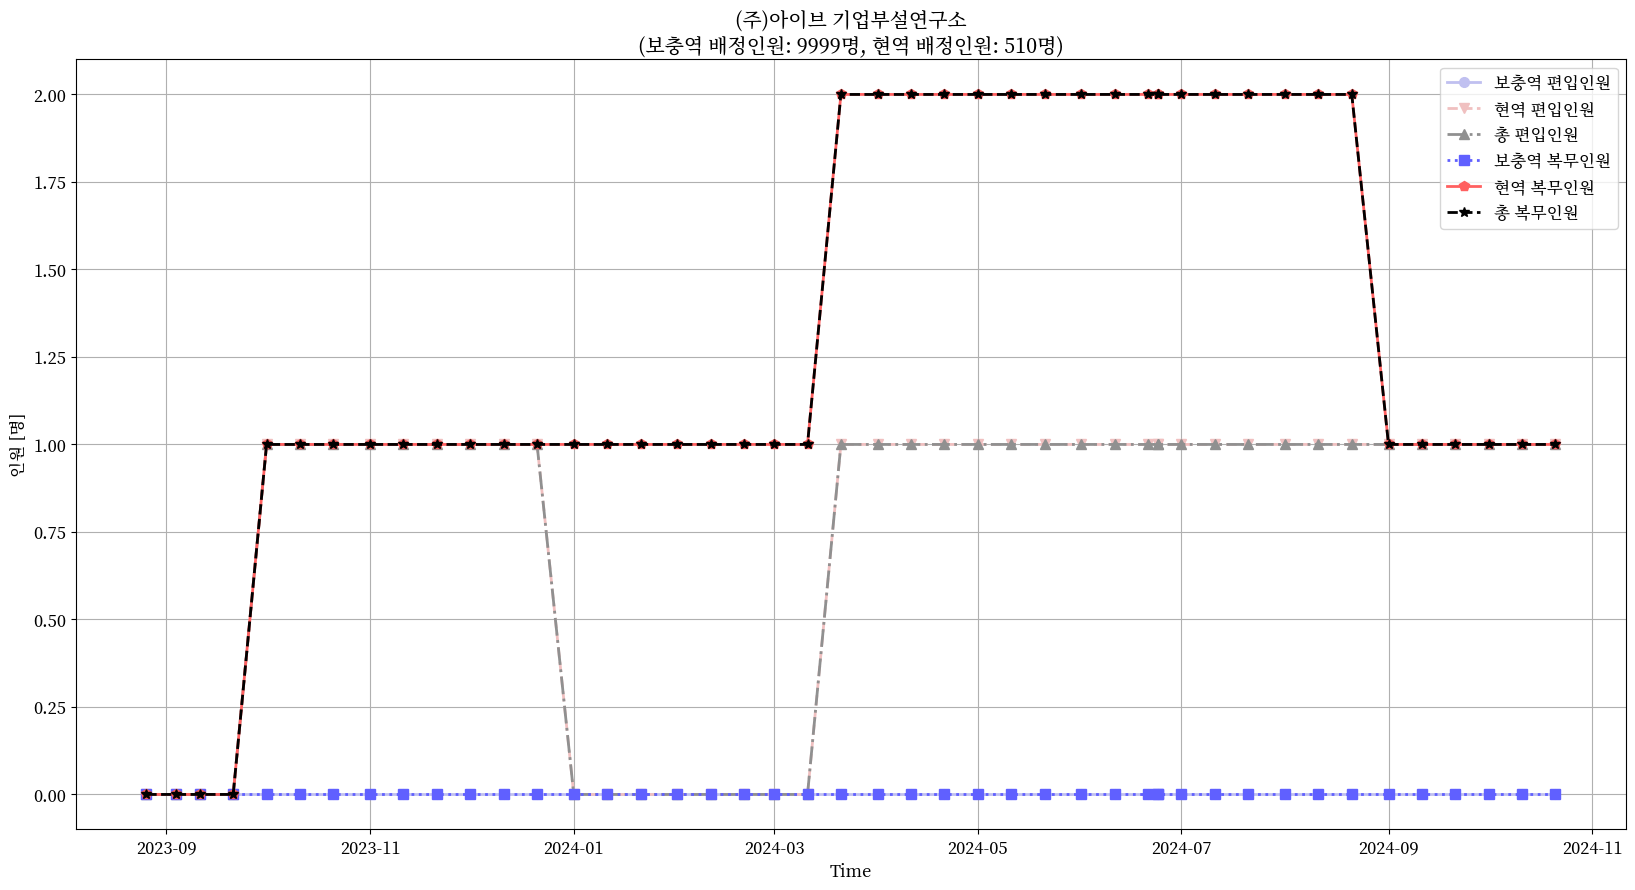 (주)아이브 기업부설연구소
(보충역 배정인원: 9999명, 현역 배정인원: 510명)
보충역 편입인원
현역 편입인원
총 편입인원
보충역 복무인원
현역 복무인원
총 복무인원
인원 [명]
2.00
1.75
1.50
1.25
1.00
0.75
0.50
0.25
0.00
2023-09
2023-11
2024-01
2024-03
2024-05
2024-07
2024-09
2024-11
Time